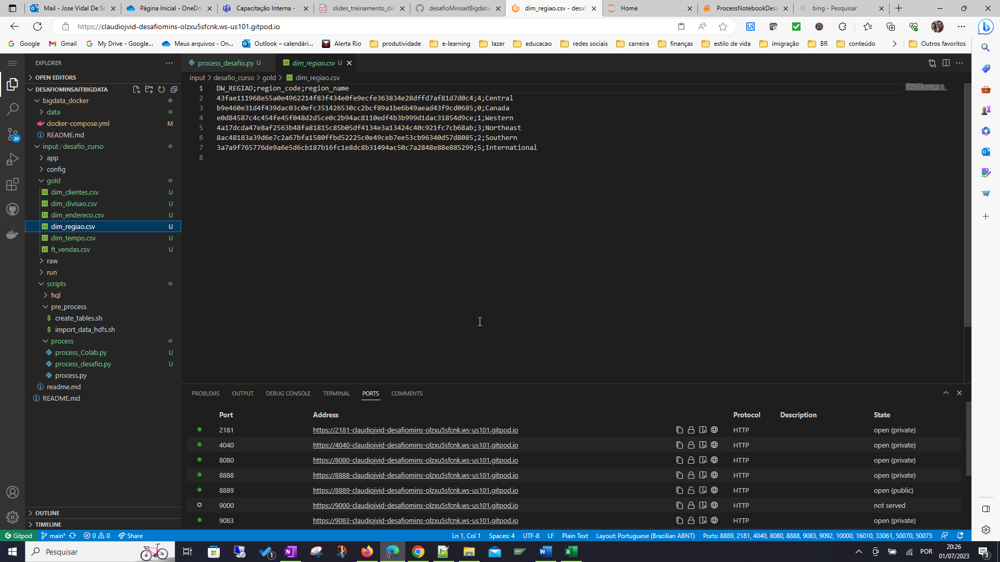 Mail - Jose Vidal De Sc
Página Inicial - OneDri
Capacitação Interna - S
slides_treinamento_de
desafioMinsaitBigdata
dim_regiao.csv - desaf
Home
ProcessNotebookDesa
bing - Pesquisar
https://claudiojvid-desafiomins-olzxu5sfcnk.ws-us101.gitpod.io
Google
Gmail
My Drive - Google...
Meus arquivos - On...
Outlook – calendári...
Alerta Rio
produtividade
e-learning
lazer
educacao
redes sociais
carreira
finanças
estilo de vida
imigração
BR
conteúdo
Outros favoritos
EXPLORER
OPEN EDITORS
DESAFIOMINSAITBIGDATA
bigdata_docker
data
docker-compose.yml M
README.md
input / desafio_curso
app
config
gold
dim_clientes.csv U
dim_divisao.csv U
dim_endereco.csv U
dim_regiao.csv U
dim_tempo.csv U
ft_vendas.csv U
raw
run
scripts
hql
pre_process
$ create_tables.sh
$ import_data_hdfs.sh
process
process_Colab.py U
process_desafio.py U
process.py
readme.md
README.md
OUTLINE
TIMELINE
30
process_desafio.py U
dim_regiao.csv U
input > desafio_curso > gold > dim_regiao.csv
1 DW_REGIAO;region_code;region_name
2 43fae111968e55a0e4962214f83f434e0fe9ecfe363834e28dffd7af81d7d0c4;4;Central
3 b9e460e31d4f439dac03c0efc351426530cc2bcf89a1be6b49aead43f9cd0685;0;Canada
4 e0d84587c4c454fe45f048d2d5ce0c2b94ac8110edf4b3b999d1dac31854d9ce;1;Western
5 4a17dcda47e8af2563b48fa81815c85b05df4134e3a13424c40c921fc7cb68ab;3;Northeast
6 8ac48183a39d6e7c2a67bfa1580ffbd52225c0e49ceb7ee53cb96340d57d8085;2;Southern
7 3a7a9f765776de9a6e5d6cb187b16fc1e8dc8b31494ac50c7a2848e88e885299;5;International
8
PROBLEMS OUTPUT DEBUG CONSOLE TERMINAL PORTS COMMENTS
Port Address Protocol Description State
2181 https://2181-claudiojvid-desafiomins-olzxu5sfcnk.ws-us101.gitpod.io HTTP open (private)
4040 https://4040-claudiojvid-desafiomins-olzxu5sfcnk.ws-us101.gitpod.io HTTP open (private)
8080 https://8080-claudiojvid-desafiomins-olzxu5sfcnk.ws-us101.gitpod.io HTTP open (private)
8888 https://8888-claudiojvid-desafiomins-olzxu5sfcnk.ws-us101.gitpod.io HTTP open (private)
8889 https://8889-claudiojvid-desafiomins-olzxu5sfcnk.ws-us101.gitpod.io HTTP open (public)
9000 https://9000-claudiojvid-desafiomins-olzxu5sfcnk.ws-us101.gitpod.io HTTP not served
9083 https://9083-claudiojvid-desafiomins-olzxu5sfcnk.ws-us101.gitpod.io HTTP open (private)
Gitpod main* 0 0 Share Ln 1, Col 1 Spaces: 4 UTF-8 LF Plain Text Layout: Portuguese (Brazilian ABNT) Ports: 8889, 2181, 4040, 8080, 8888, 9083, 9092, 10000, 16010, 33061, 50070, 50075
Pesquisar
1
POR
20:26
01/07/2023
3